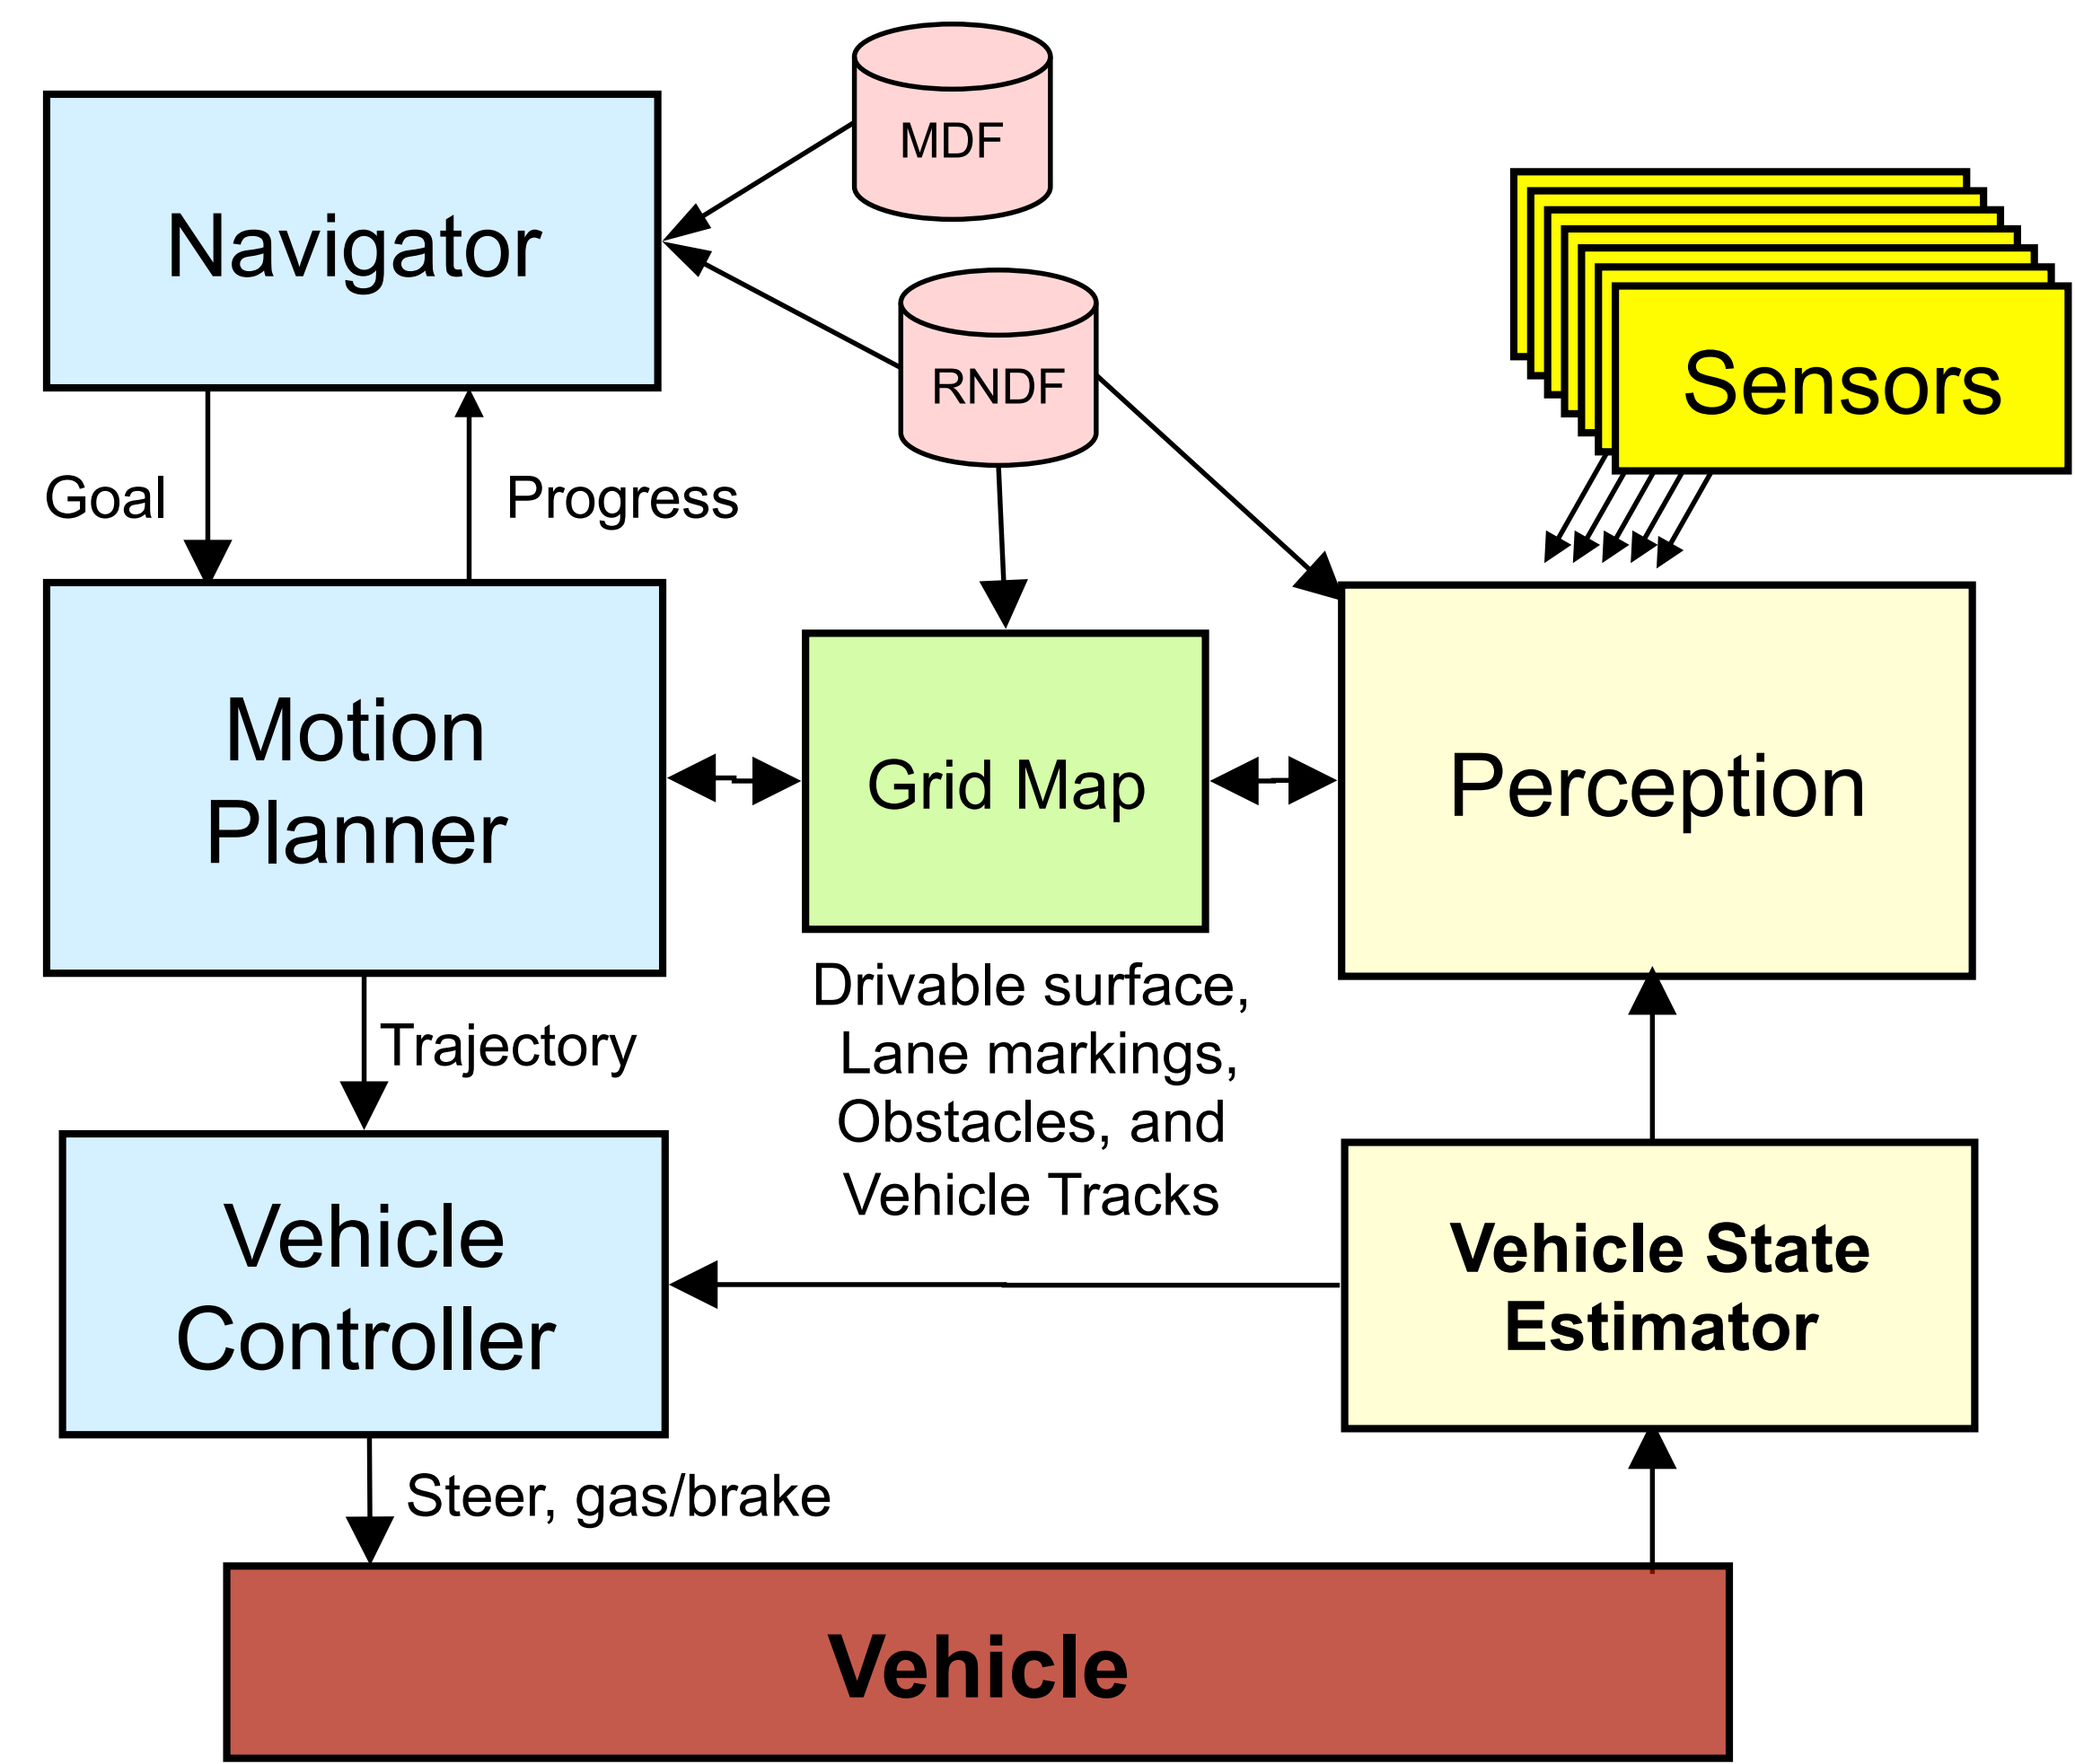 MDF
Navigator
RNDF
Sensors
Goal
Progress
Motion
Planner
Grid Map
Perception
Drivable surface,
Lane markings,
Obstacles, and
Vehicle Tracks
Trajectory
Vehicle
Controller
Vehicle State
Estimator
Steer, gas/brake
Vehicle